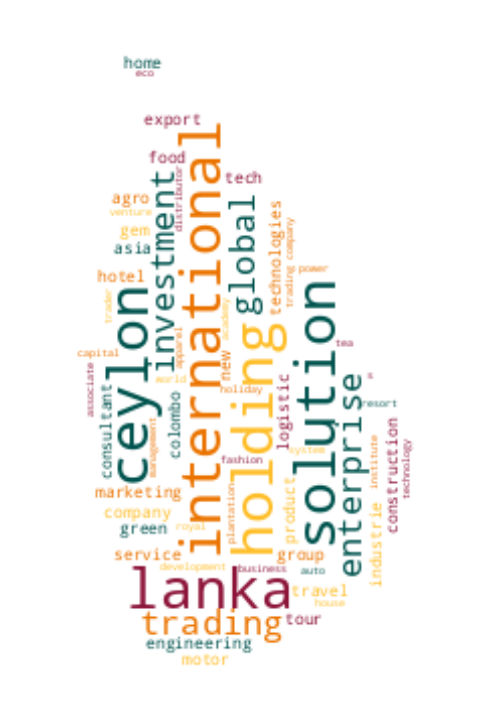 home
eco
export
international
food
distributor
tech
investment
agro
venture
global
technologies
gem
trading company
asia
hotel
power
solution
ceylon
trader
academy
holding
apparel
tea
capital
new
world
s
associate
holiday
logistic
enterprise
consultant
colombo
resort
management
construction
fashion
technology
institute
system
marketing
plantation
product
industrie
company
green
royal
service
group
development
business
auto
lanka
travel
house
trading
tour
engineering
motor